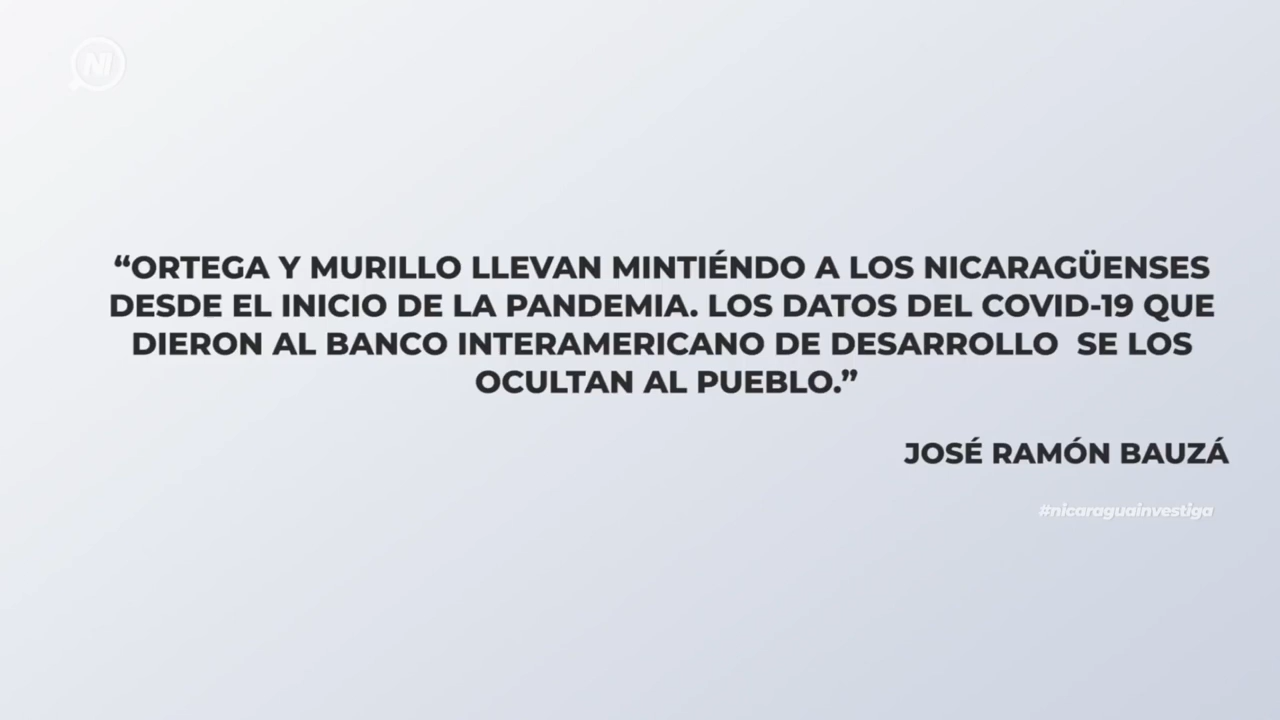 NI
“ORTEGA Y MURILLO LLEVAN MINTIÉNDO A LOS NICARAGÜENSES
DESDE EL INICIO DE LA PANDEMIA. LOS DATOS DEL COVID-19 QUE
DIERON AL BANCO INTERAMERICANO DE DESARROLLO  SE LOS
OCULTAN AL PUEBLO.”
JOSÉ RAMÓN BAUZÁ
#nicaraguainvestiga